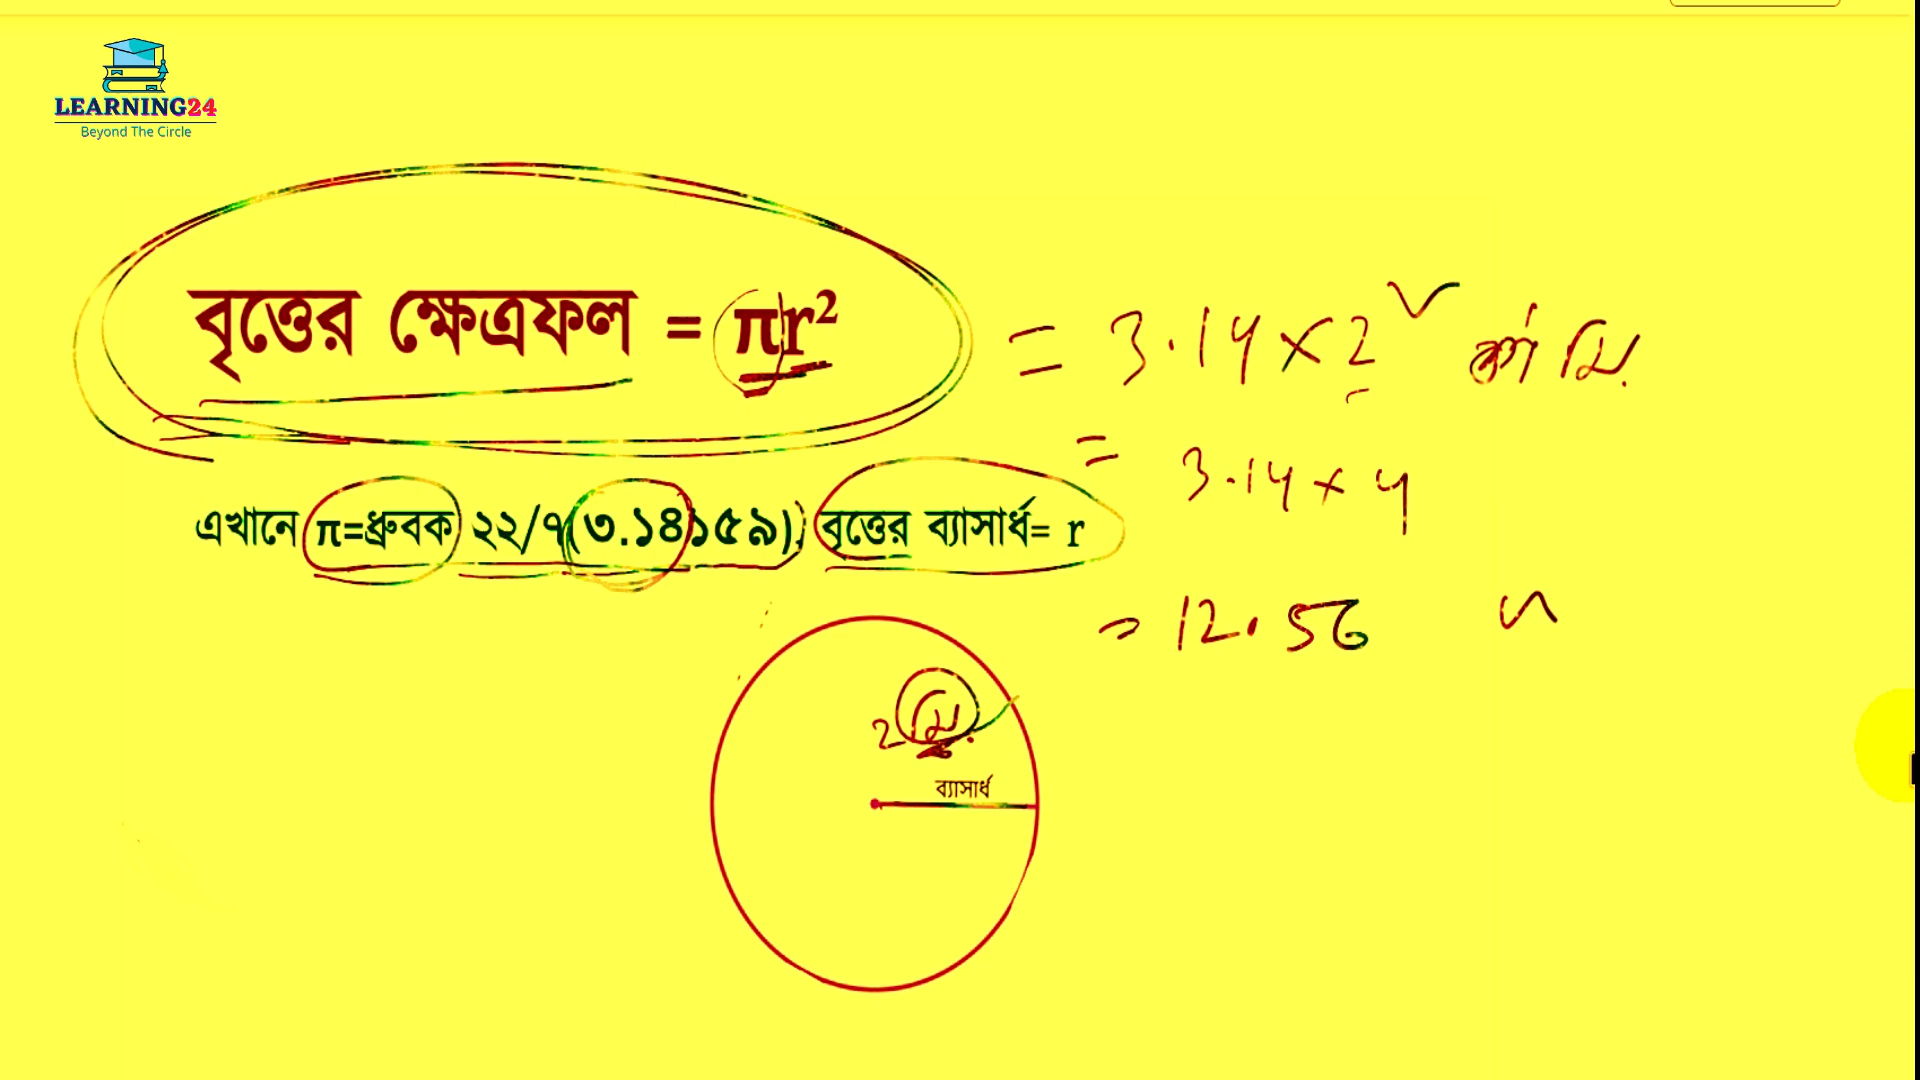 LEARNING24
Beyond The Circle
বৃত্তের ক্ষেত্রফল = πr²
= 3.14 × 2² বর্গ মি.
= 3.14 × 4
এখানে π=ধ্রুবক ২২/৭(৩.১৪১৫৯), বৃত্তের ব্যাসার্ধ= r
= 12.56 "
2 মি.
ব্যাসার্ধ